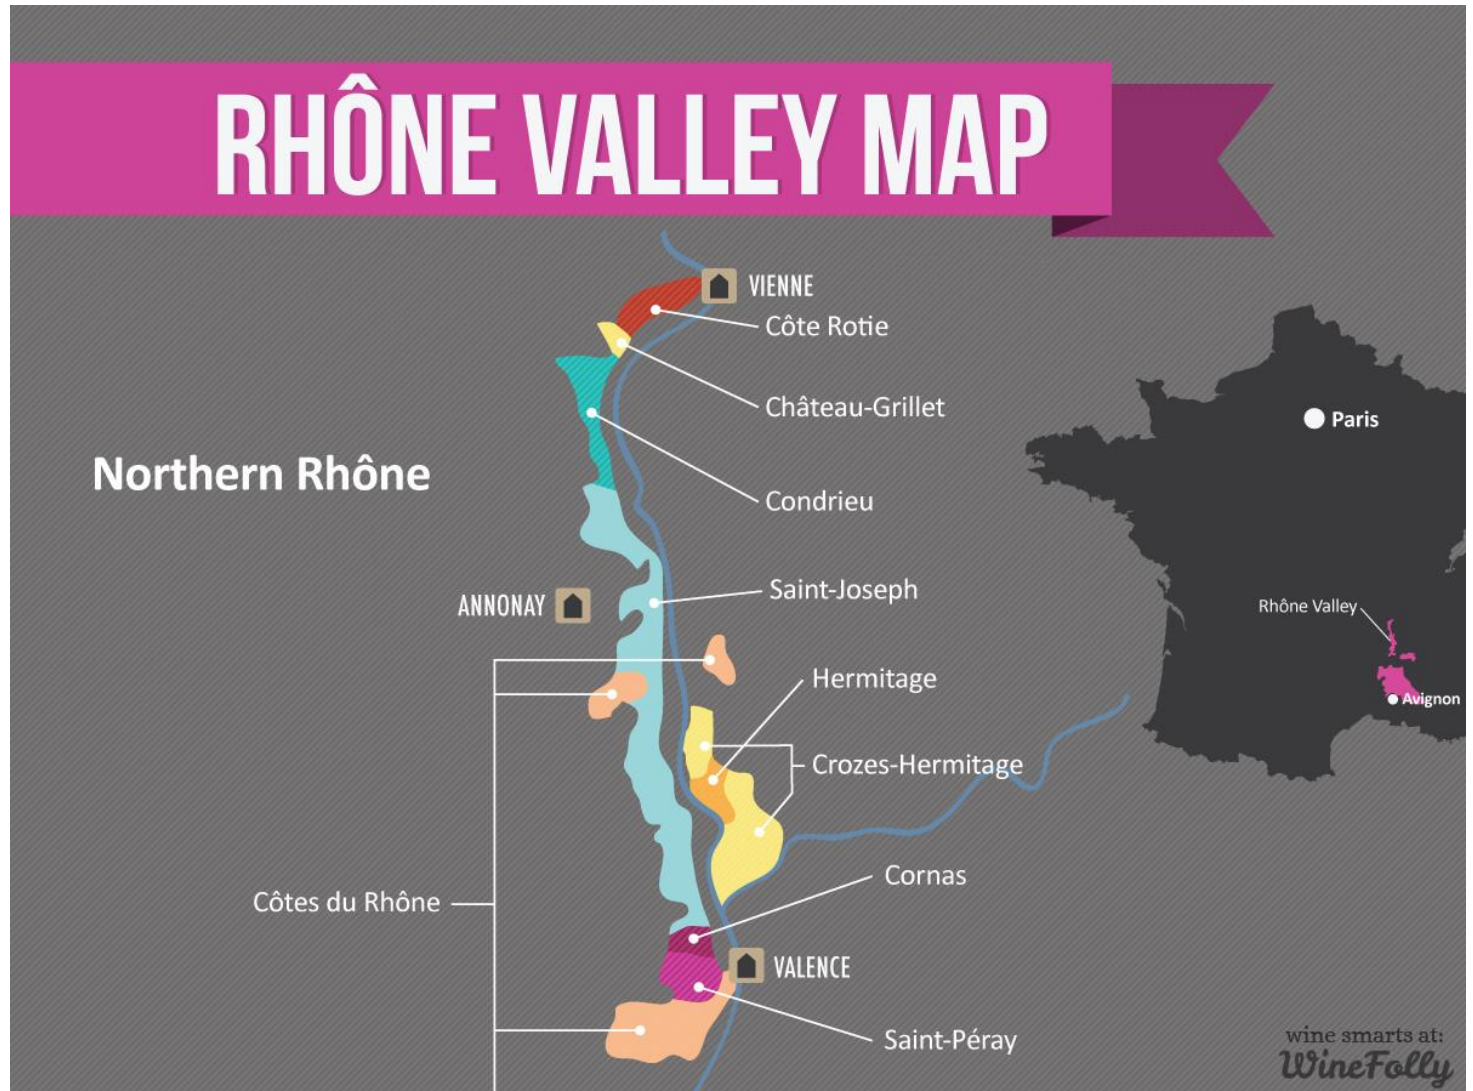 RHÔNE VALLEY MAP
VIENNE
Côte Rotie
Château-Grillet
Paris
Northern Rhône
Condrieu
Saint-Joseph
ANNONAY
Rhône Valley
Hermitage
Avignon
Crozes-Hermitage
Cornas
Côtes du Rhône
VALENCE
Saint-Péray
wine smarts at:
WineFolly